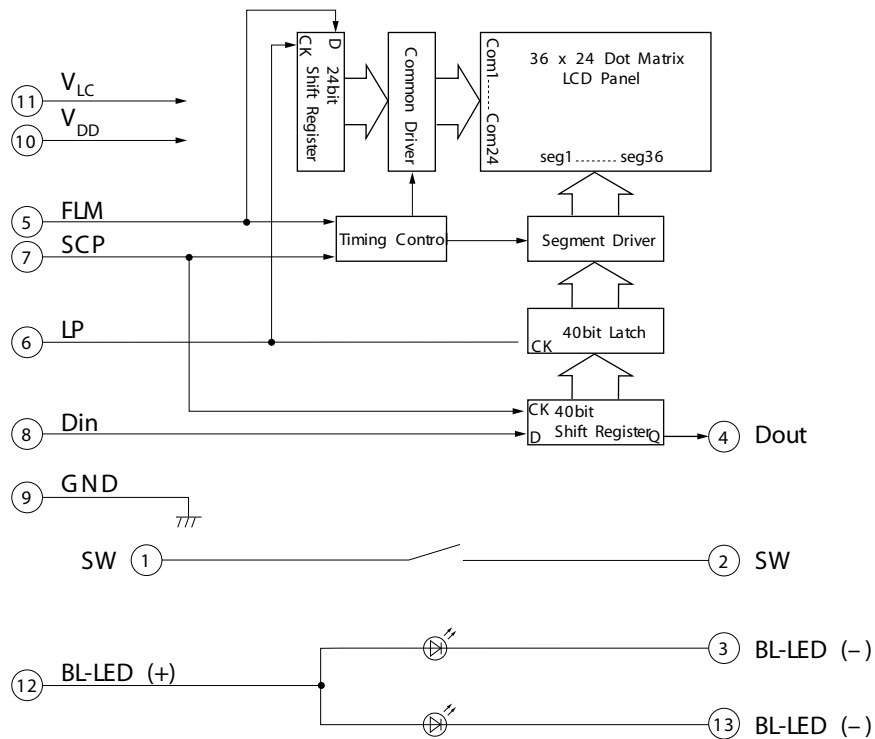 D
CK
24bit
Shift Register
Common Driver
Com1........Com24
36 x 24 Dot Matrix
LCD Panel
seg1........seg36
11 VLC
10 VDD
5 FLM
Timing Control
Segment Driver
7 SCP
6 LP
40bit Latch
CK
CK 40bit
8 Din
D Shift Register Q
4 Dout
9 GND
SW 1
2 SW
3 BL-LED (–)
12 BL-LED (+)
13 BL-LED (–)